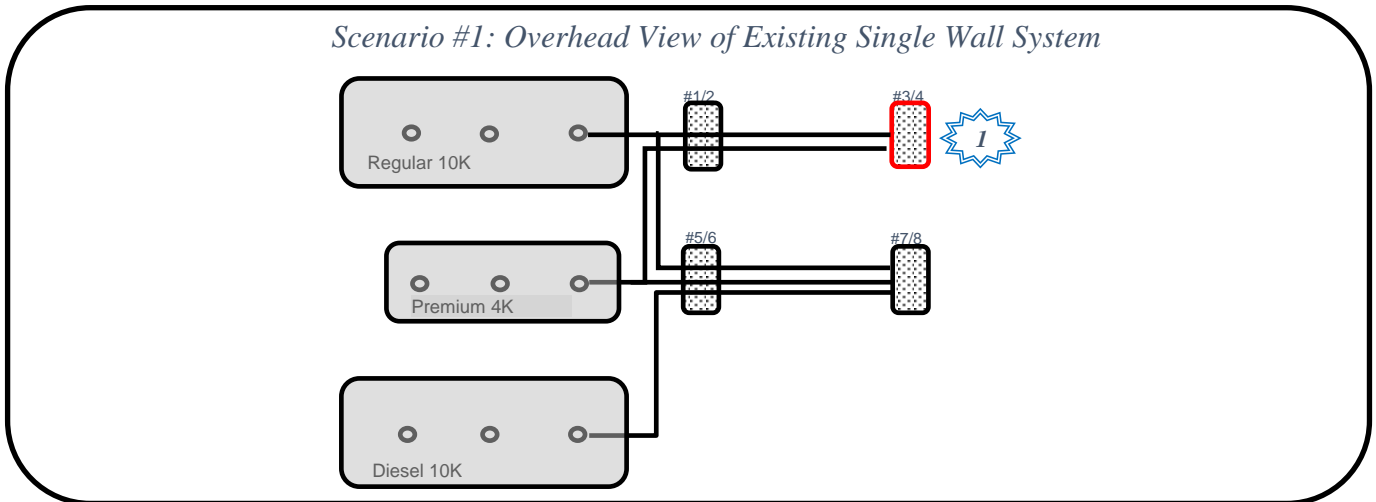 Scenario #1: Overhead View of Existing Single Wall System
#1/2
#3/4
1
Regular 10K
#5/6
#7/8
Premium 4K
Diesel 10K